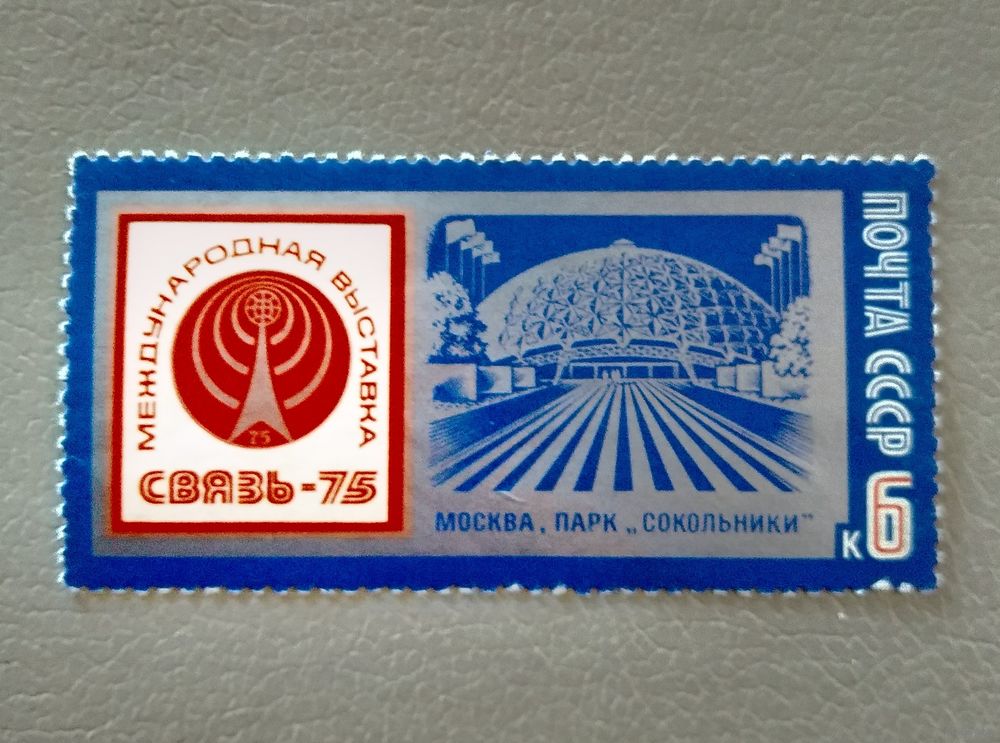 МЕЖДУНАРОДНАЯ ВЫСТАВКА
75
СВЯЗЬ-75
МОСКВА, ПАРК „СОКОЛЬНИКИ”
ПОЧТА СССР 6
К